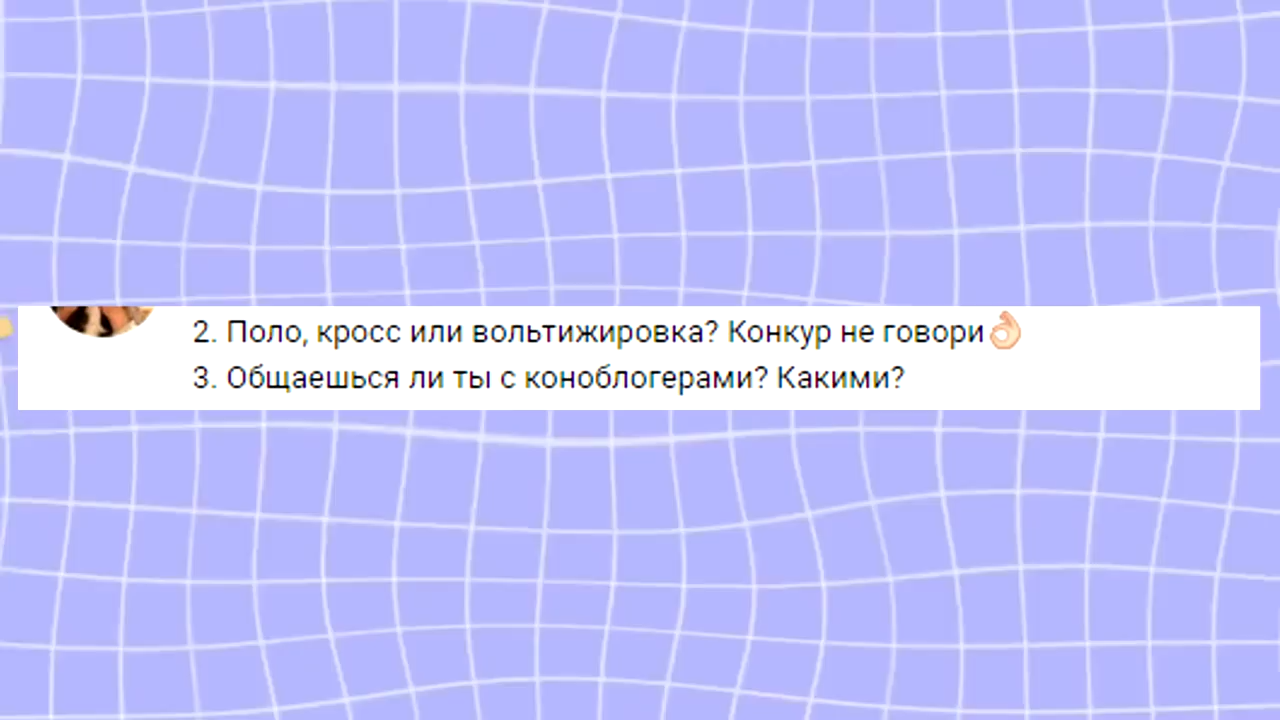 2. Поло, кросс или вольтижировка? Конкур не говори👌🏻
3. Общаешься ли ты с коноблогерами? Какими?